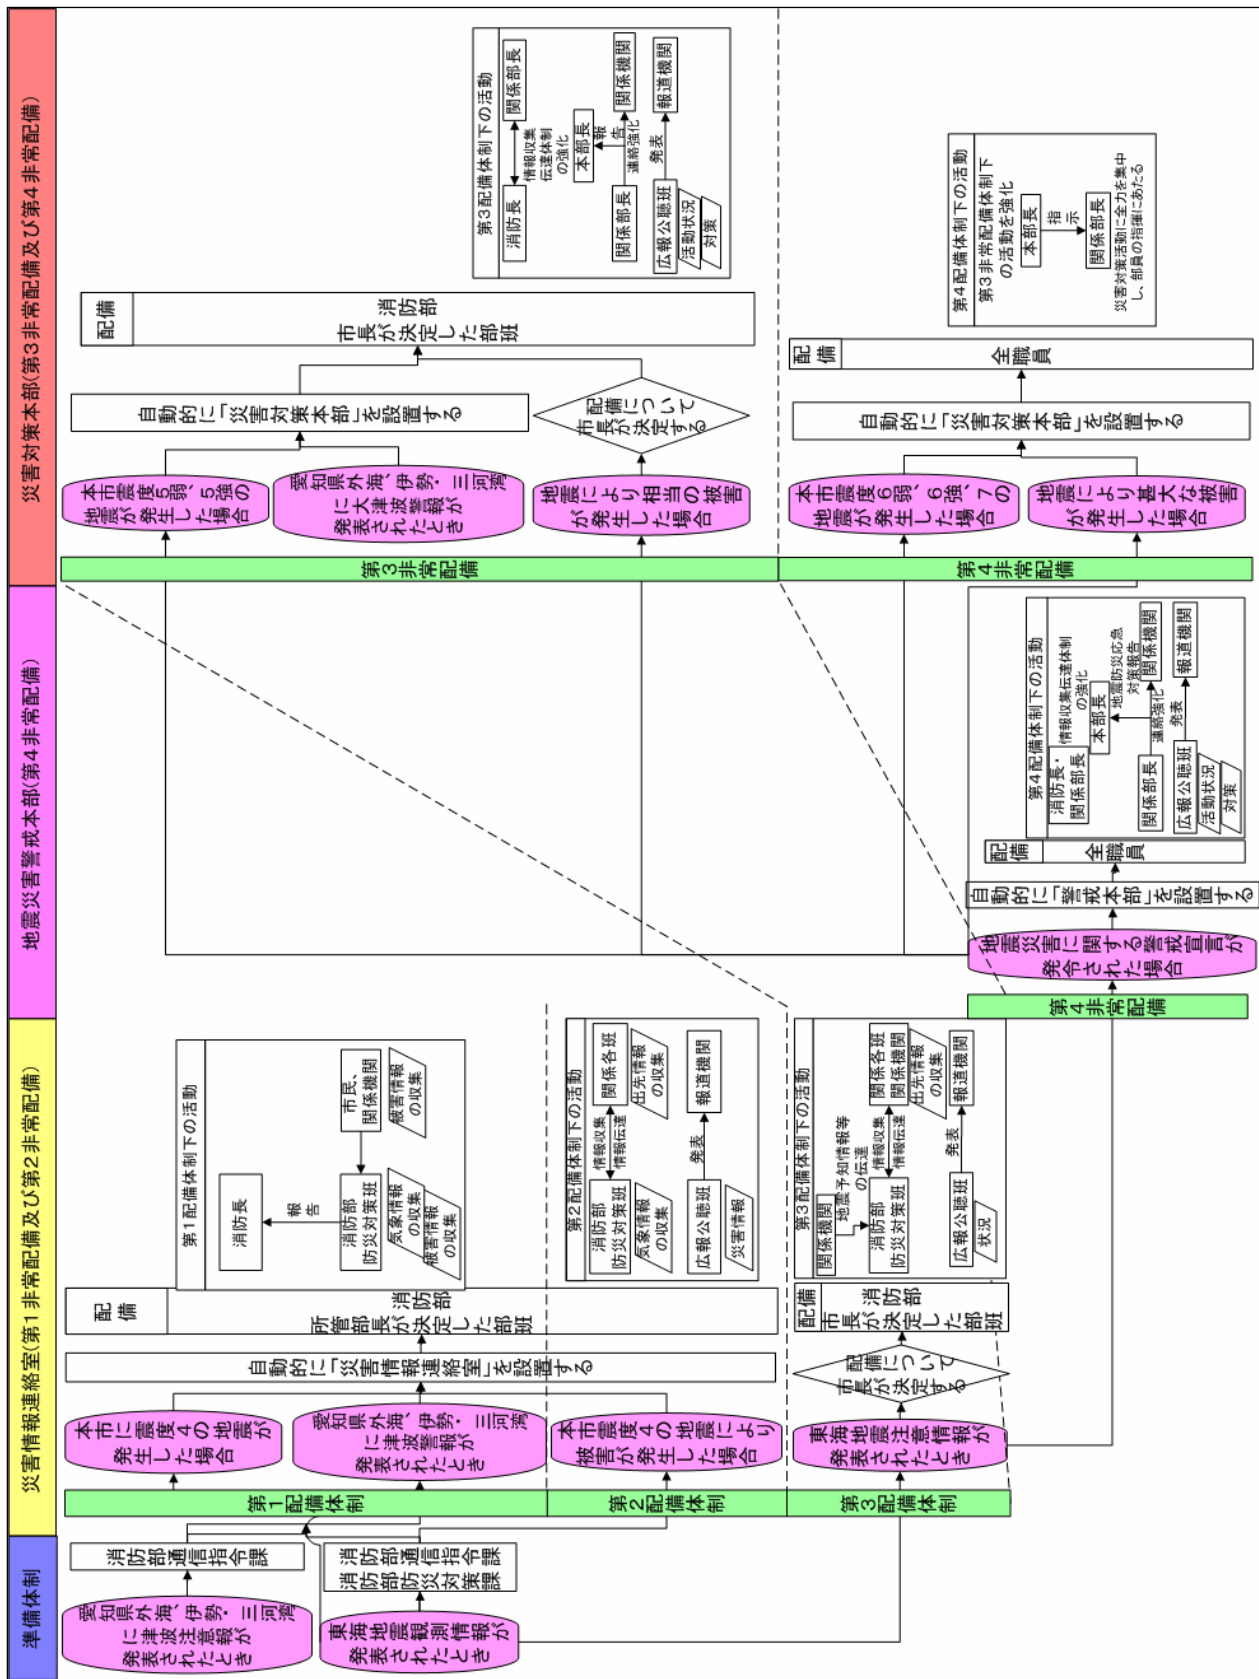 準備体制
災害情報連絡室(第1非常配備及び第2非常配備)
地震災害警戒本部(第4非常配備)
災害対策本部(第3非常配備及び第4非常配備)
愛知県外海、伊勢・三河湾
に津波注意報が
発表されたとき
消防部通信指令課
東海地震観測情報が
発表されたとき
消防部通信指令課
消防部防災対策課
第1配備体制
第2配備体制
第3配備体制
本市に震度4の地震が
発生した場合
愛知県外海、伊勢・三河湾
に津波警報が
発表されたとき
本市震度4の地震により
被害が発生した場合
東海地震注意情報が
発表されたとき
自動的に「災害情報連絡室」を設置する
配備について
市長が決定する
配備
消防部
所管部長が決定した部班
配備
消防部
市長が決定した部班
第1配備体制下の活動
消防長
報告
消防部
防災対策班
気象情報
の収集
被害情報
の収集
市民、
関係機関
被害情報
の収集
第2配備体制下の活動
消防部
防災対策班
情報収集
情報伝達
関係各班
気象情報
の収集
出先情報
の収集
広報公聴班
発表
報道機関
災害情報
第3配備体制下の活動
関係機関
地震予知情報等
の伝達
消防部
防災対策班
情報収集
情報伝達
関係各班
関係機関
出先情報
の収集
広報公聴班
発表
報道機関
状況
第4非常配備
地震災害に関する警戒宣言が
発令された場合
自動的に「警戒本部」を設置する
配備
全職員
第4配備体制下の活動
消防長・
関係部長
情報収集伝達体制
の強化
本部長
地震防災応急
対策報告
関係部長
連絡強化
関係機関
広報公聴班
発表
報道機関
活動状況
対策
第3非常配備
第4非常配備
本市震度5弱、5強の
地震が発生した場合
愛知県外海、伊勢・三河湾
に大津波警報が
発表されたとき
地震により相当の被害
が発生した場合
本市震度6弱、6強、7の
地震が発生した場合
地震により甚大な被害
が発生した場合
自動的に「災害対策本部」を設置する
配備について
市長が決定する
自動的に「災害対策本部」を設置する
配備
消防部
市長が決定した部班
配備
全職員
第3配備体制下の活動
消防長
情報収集
伝達体制
の強化
関係部長
本部長
報告
関係部長
連絡強化
関係機関
広報公聴班
発表
報道機関
活動状況
対策
第4配備体制下の活動
第3非常配備体制下
の活動を強化
本部長
指示
関係部長
災害対策活動に全力を集中
し、部員の指揮にあたる